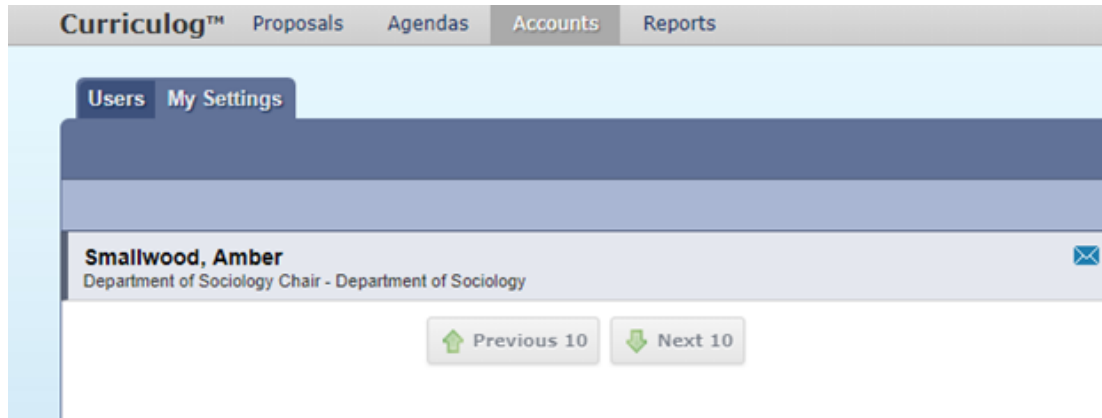 Curriculog™ Proposals Agendas Accounts Reports
Users My Settings
Smallwood, Amber
Department of Sociology Chair - Department of Sociology
Previous 10 Next 10